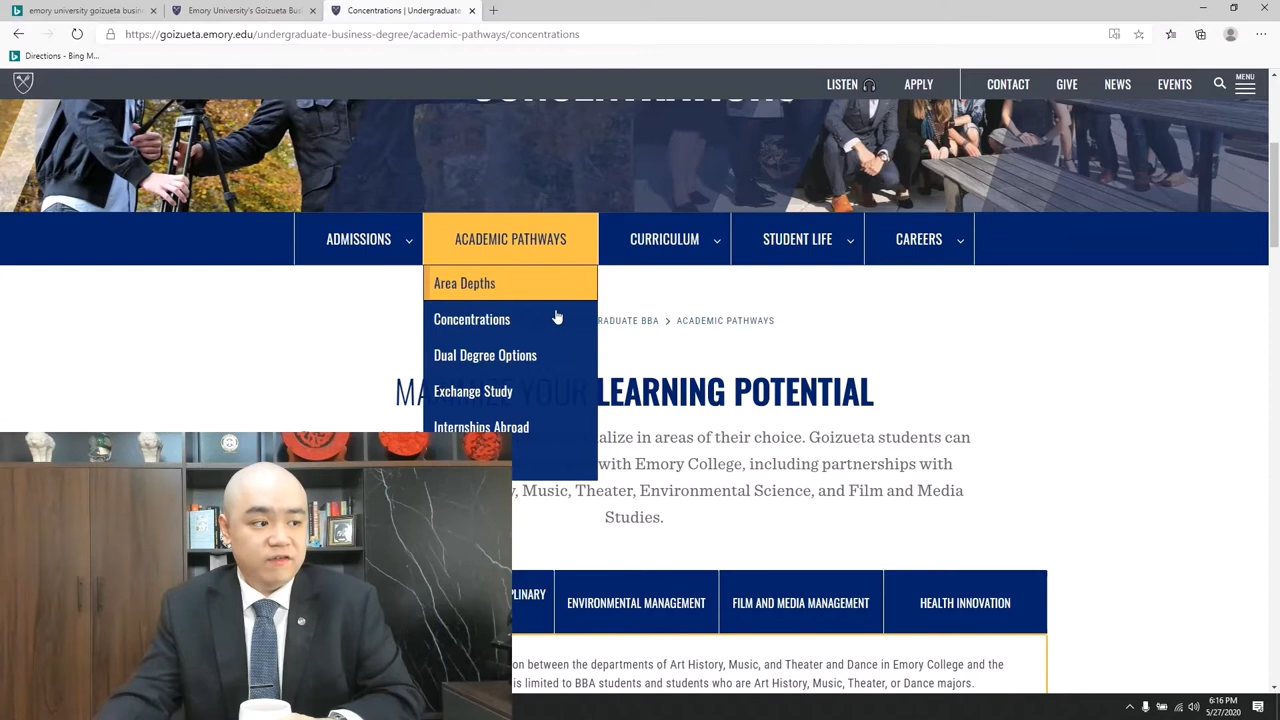 emory university goizueta busin
Emory University's Goizueta Busi
Concentrations | Undergraduate
https://goizueta.emory.edu/undergraduate-business-degree/academic-pathways/concentrations
Directions - Bing M...
LISTEN
APPLY
CONTACT
GIVE
NEWS
EVENTS
MENU
CONCENTRATIONS
ADMISSIONS
ACADEMIC PATHWAYS
CURRICULUM
STUDENT LIFE
CAREERS
Area Depths
Concentrations
Dual Degree Options
Exchange Study
Internships Abroad
RADUATE BBA > ACADEMIC PATHWAYS
YOUR LEARNING POTENTIAL
alize in areas of their choice. Goizueta students can
with Emory College, including partnerships with
y, Music, Theater, Environmental Science, and Film and Media
Studies.
PLINARY
ENVIRONMENTAL MANAGEMENT
FILM AND MEDIA MANAGEMENT
HEALTH INNOVATION
on between the departments of Art History, Music, and Theater and Dance in Emory College and the
is limited to BBA students and students who are Art History, Music, Theater, or Dance majors.
6:16 PM
5/27/2020